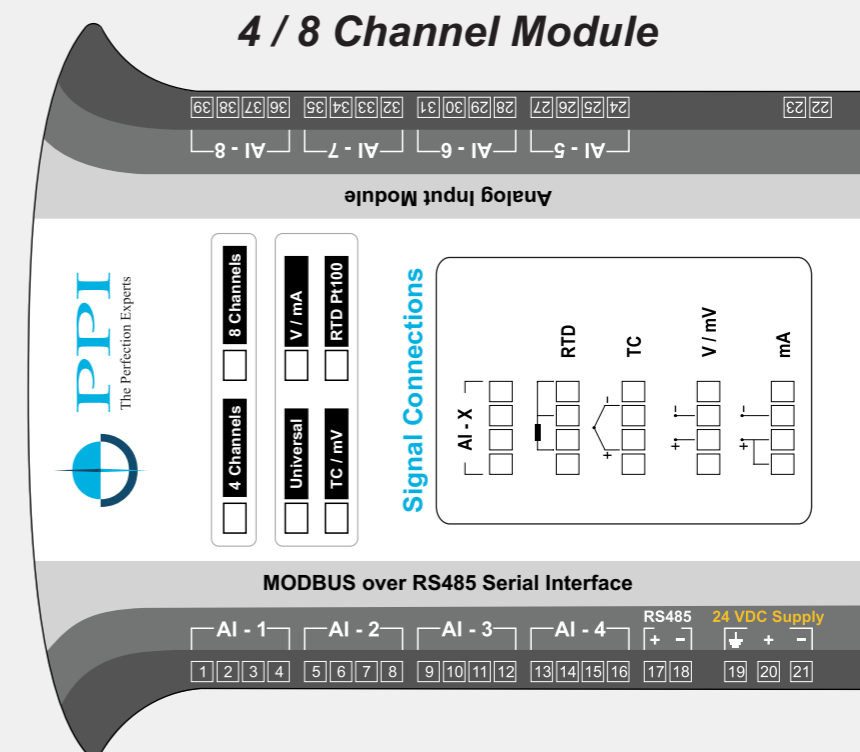 4 / 8 Channel Module
39 38 37 36 35 34 33 32 31 30 29 28 27 26 25 24 23 22
AI - 8 AI - 7 AI - 6 AI - 5
Analog Input Module
PPI
The Perfection Experts
4 Channels
8 Channels
Universal
V / mA
TC / mV
RTD Pt100
Signal Connections
AI - X
RTD
TC
+ -
V / mV
+ -
mA
+ -
MODBUS over RS485 Serial Interface
AI - 1 AI - 2 AI - 3 AI - 4 RS485 24 VDC Supply
+ - + -
1 2 3 4 5 6 7 8 9 10 11 12 13 14 15 16 17 18 19 20 21